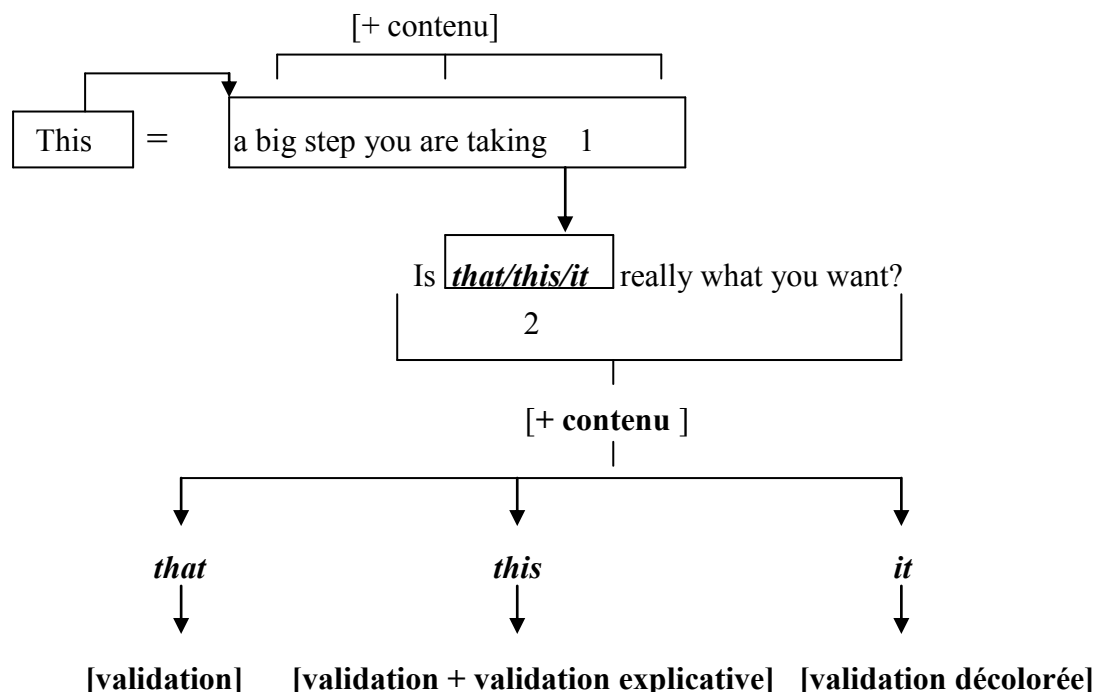 [+ contenu]
This = a big step you are taking 1
Is that/this/it really what you want?
2
[+ contenu ]
that this it
[validation] [validation + validation explicative] [validation décolorée]